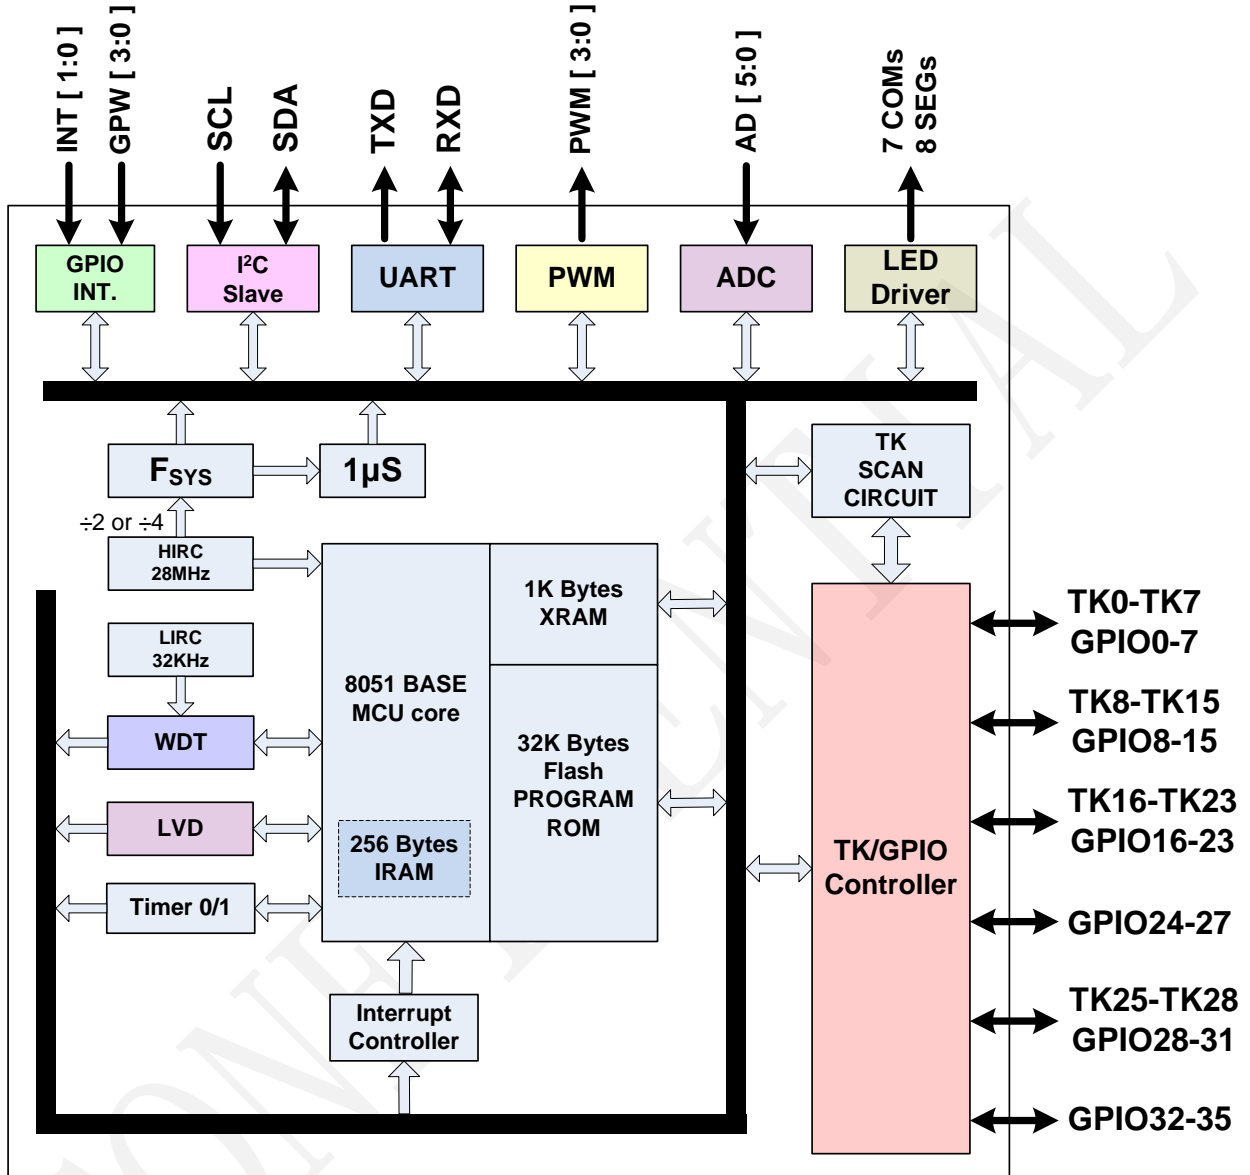 INT [ 1:0 ]
GPW [ 3:0 ]
SCL
SDA
TXD
RXD
PWM [ 3:0 ]
AD [ 5:0 ]
7 COMs
8 SEGs
GPIO
INT.
I²C
Slave
UART
PWM
ADC
LED
Driver
FSYS
1µS
TK
SCAN
CIRCUIT
÷2 or ÷4
HIRC
28MHz
LIRC
32KHz
WDT
LVD
Timer 0/1
8051 BASE
MCU core
256 Bytes
IRAM
1K Bytes
XRAM
32K Bytes
Flash
PROGRAM
ROM
Interrupt
Controller
TK/GPIO
Controller
TK0-TK7
GPIO0-7
TK8-TK15
GPIO8-15
TK16-TK23
GPIO16-23
GPIO24-27
TK25-TK28
GPIO28-31
GPIO32-35